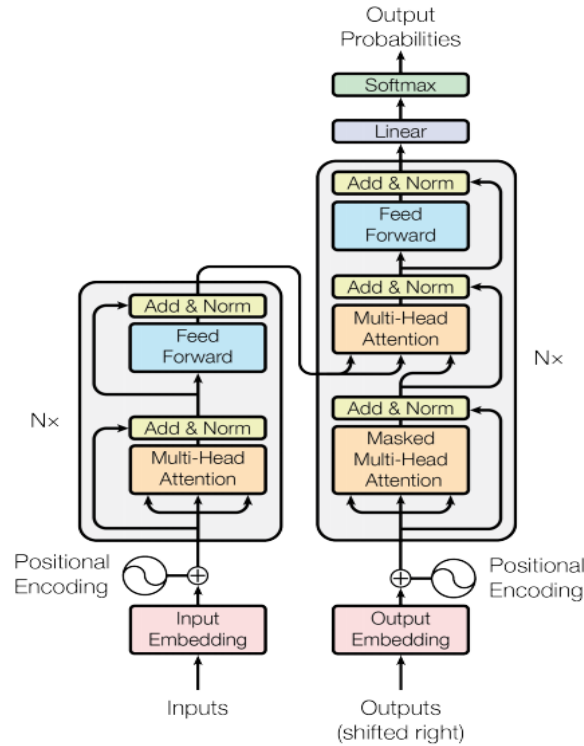 Output
Probabilities
Softmax
Linear
Add & Norm
Feed
Forward
Add & Norm
Multi-Head
Attention
Add & Norm
Masked
Multi-Head
Attention
N×
Add & Norm
Feed
Forward
Add & Norm
Multi-Head
Attention
N×
Positional
Encoding
Positional
Encoding
Input
Embedding
Output
Embedding
Inputs
Outputs
(shifted right)